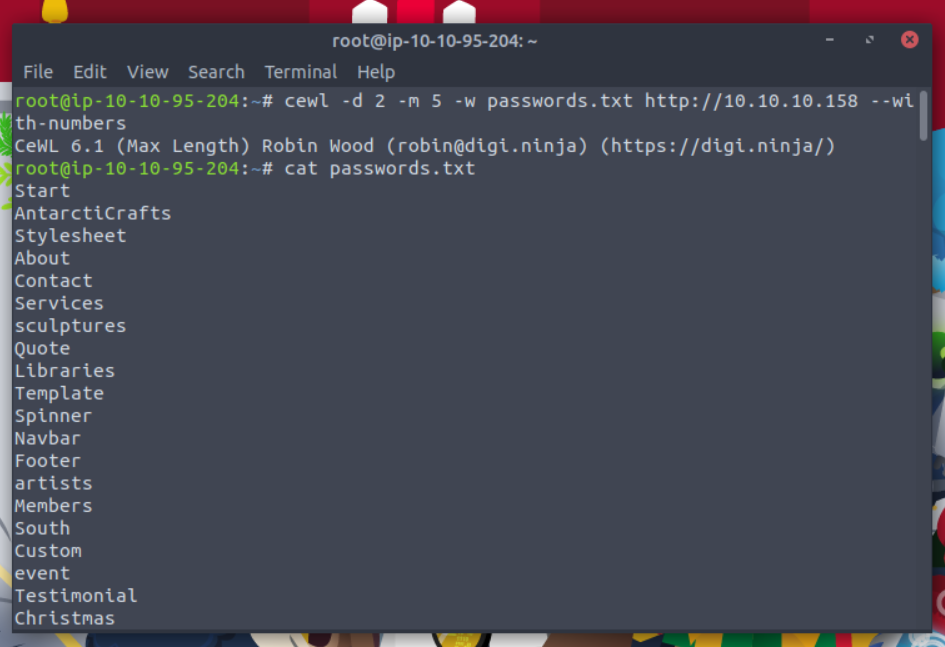 root@ip-10-10-95-204: ~
File Edit View Search Terminal Help
root@ip-10-10-95-204:~# cewl -d 2 -m 5 -w passwords.txt http://10.10.10.158 --wi
th-numbers
CeWL 6.1 (Max Length) Robin Wood (robin@digi.ninja) (https://digi.ninja/)
root@ip-10-10-95-204:~# cat passwords.txt
Start
AntarctiCrafts
Stylesheet
About
Contact
Services
sculptures
Quote
Libraries
Template
Spinner
Navbar
Footer
artists
Members
South
Custom
event
Testimonial
Christmas